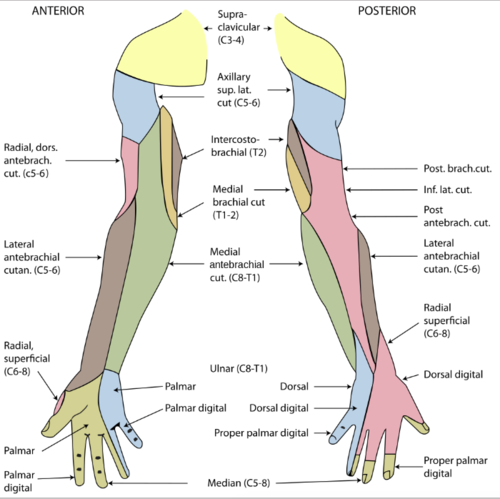 ANTERIOR
POSTERIOR
Supra-
clavicular
(C3-4)
Axillary
sup. lat.
cut (C5-6)
Radial, dors.
antebrach.
cut. (c5-6)
Intercosto-
brachial (T2)
Medial
brachial cut
(T1-2)
Lateral
antebrachial
cutan. (C5-6)
Medial
antebrachial
cut. (C8-T1)
Radial,
superficial
(C6-8)
Palmar
Palmar
digital
Ulnar (C8-T1)
Palmar
Palmar digital
Median (C5-8)
Post. brach.cut.
Inf. lat. cut.
Post
antebrach. cut.
Lateral
antebrachial
cutan. (C5-6)
Radial
superficial
(C6-8)
Dorsal digital
Dorsal
Dorsal digital
Proper palmar digital
Proper palmar
digital